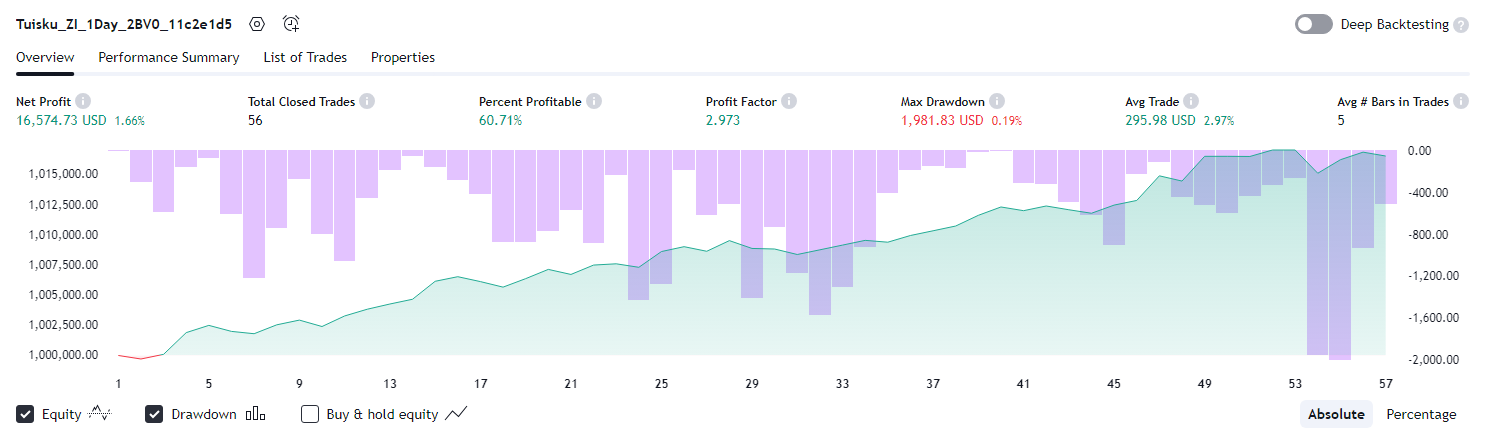 Tuisku_ZI_1Day_2BV0_11c2e1d5
Deep Backtesting
Overview Performance Summary List of Trades Properties
Net Profit Total Closed Trades Percent Profitable Profit Factor Max Drawdown Avg Trade Avg # Bars in Trades
16,574.73 USD 1.66% 56 60.71% 2.973 1,981.83 USD 0.19% 295.98 USD 2.97% 5
0.00
1,015,000.00
-400.00
1,012,500.00
1,010,000.00 -800.00
1,007,500.00
-1,200.00
1,005,000.00
-1,600.00
1,002,500.00
1,000,000.00 -2,000.00
1 5 9 13 17 21 25 29 33 37 41 45 49 53 57
Equity Drawdown Buy & hold equity Absolute Percentage